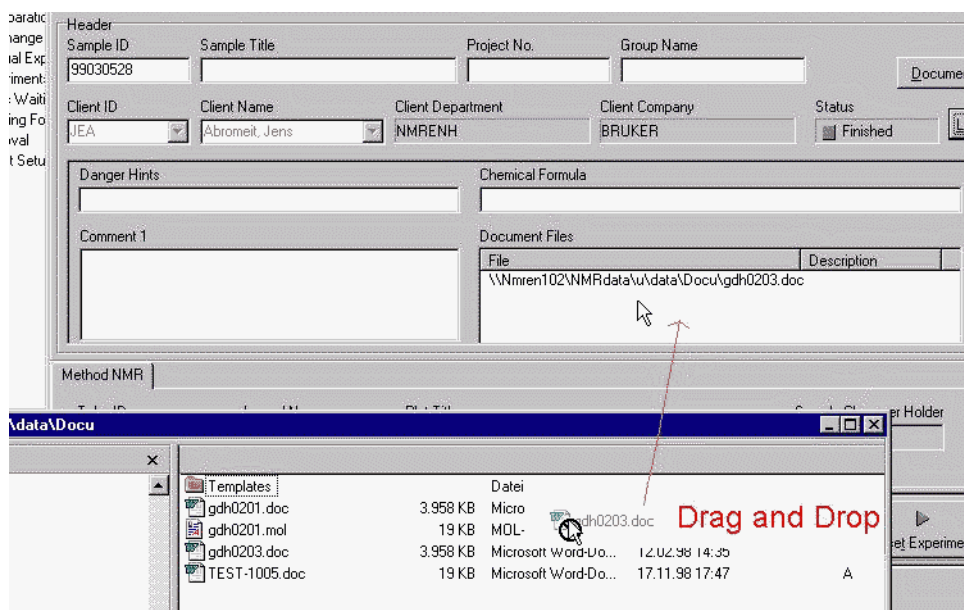 Header
Sample ID Sample Title Project No. Group Name
99030528
Client ID Client Name Client Department Client Company Status
JEA Abromeit, Jens NMRENH BRUKER Finished
Danger Hints Chemical Formula
Comment 1 Document Files
File Description
\\Nmren102\NMRdata\u\data\Docu\gdh0203.doc
Method NMR
er Holder
\data\Docu
Templates Datei
gdh0201.doc 3.958 KB Micro
gdh0203.doc Drag and Drop
gdh0201.mol 19 KB MOL-
gdh0203.doc 3.958 KB Microsoft Word-Do... 12.02.98 14:35
TEST-1005.doc 19 KB Microsoft Word-Do... 17.11.98 17:47 A